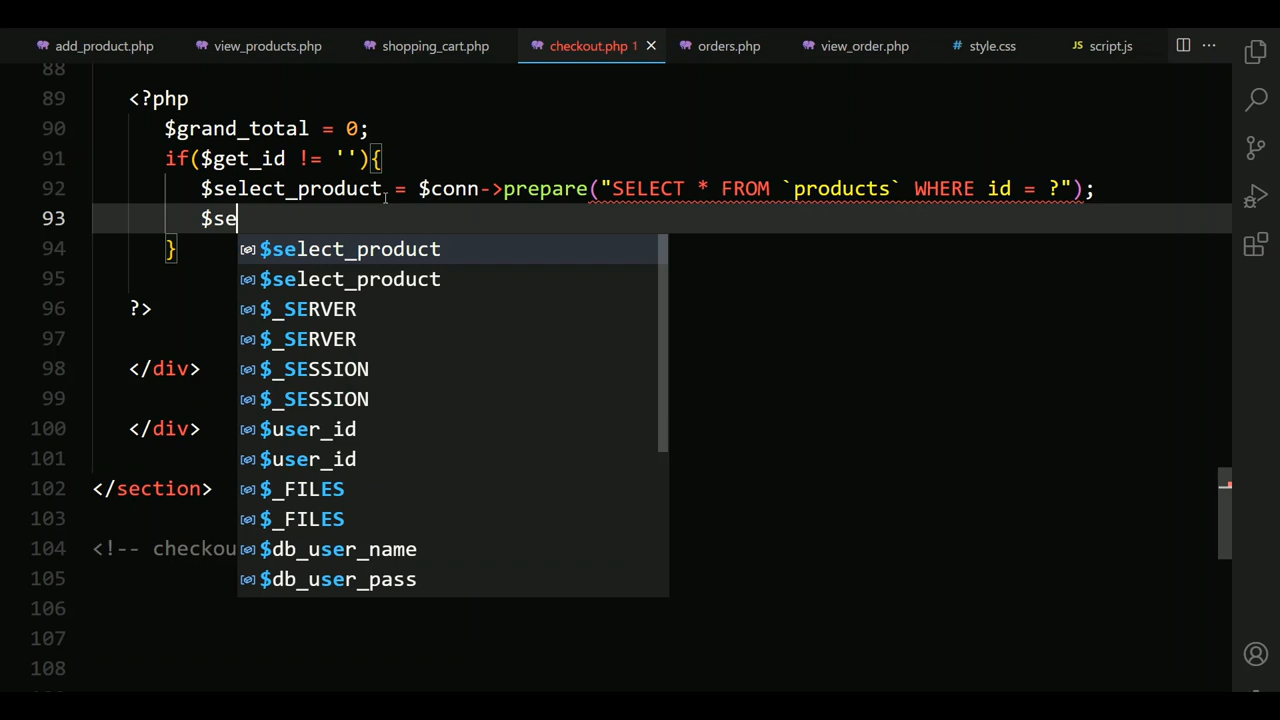 add_product.php view_products.php shopping_cart.php checkout.php 1 orders.php view_order.php # style.css JS script.js
88
89 <?php
90 $grand_total = 0;
91 if($get_id != ''){
92 $select_product = $conn->prepare("SELECT * FROM `products` WHERE id = ?");
93 $se
$select_product
94 }
95 $select_product
96 ?>
$_SERVER
97 $_SERVER
98 </div>
$_SESSION
99 $_SESSION
100 </div>
$user_id
101 $user_id
102 </section>
$_FILES
103 $_FILES
104 <!-- checkou
$db_user_name
105 $db_user_pass
106
107
108